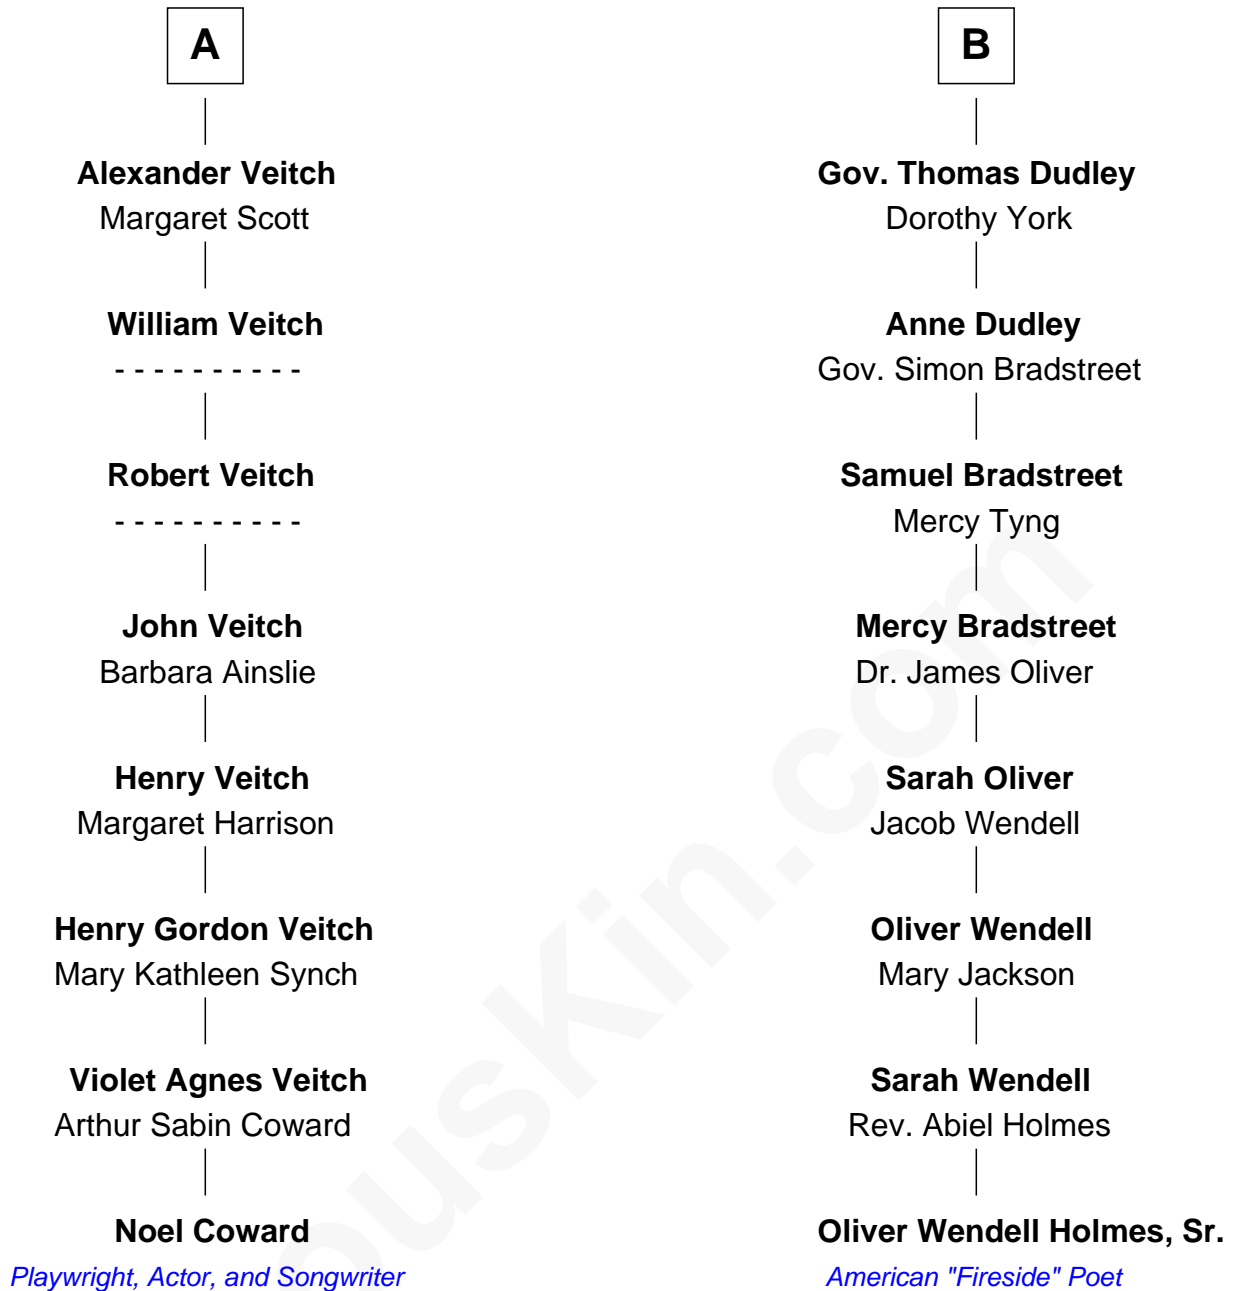 A
Alexander Veitch
Margaret Scott
William Veitch
- - - - - - - - - -
Robert Veitch
- - - - - - - - - -
John Veitch
Barbara Ainslie
Henry Veitch
Margaret Harrison
Henry Gordon Veitch
Mary Kathleen Synch
Violet Agnes Veitch
Arthur Sabin Coward
Noel Coward
Playwright, Actor, and Songwriter
B
Gov. Thomas Dudley
Dorothy York
Anne Dudley
Gov. Simon Bradstreet
Samuel Bradstreet
Mercy Tyng
Mercy Bradstreet
Dr. James Oliver
Sarah Oliver
Jacob Wendell
Oliver Wendell
Mary Jackson
Sarah Wendell
Rev. Abiel Holmes
Oliver Wendell Holmes, Sr.
American "Fireside" Poet
ousKin.com